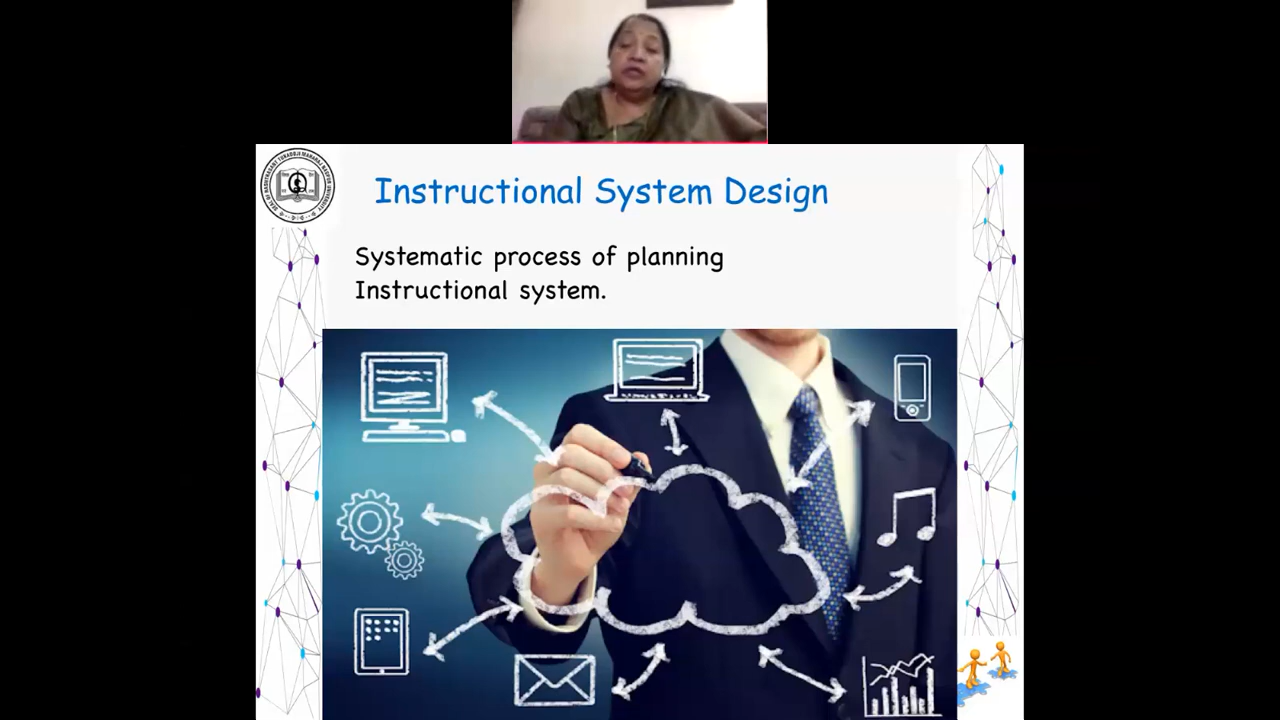 Instructional System Design
Systematic process of planning
Instructional system.